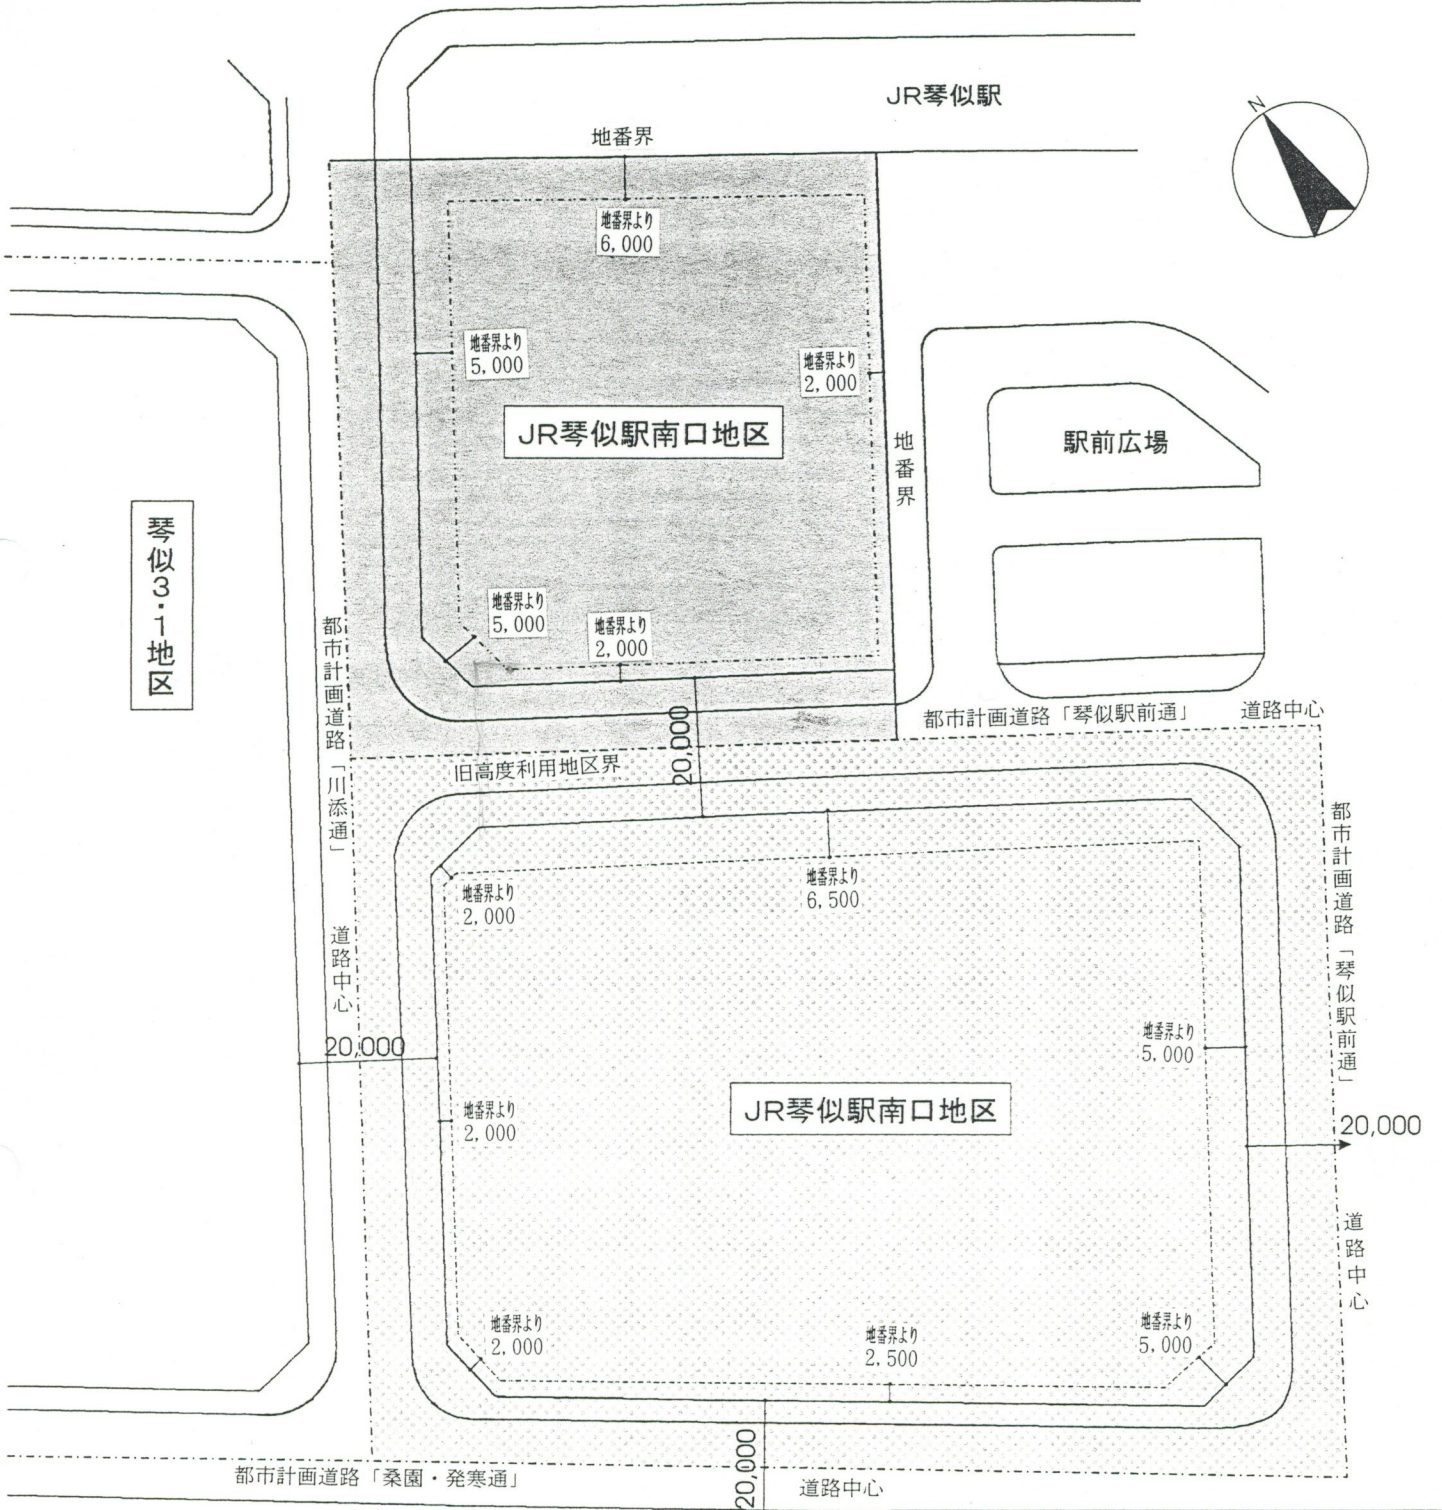 JR琴似駅
N
地番界
地番界より
6,000
地番界より
5,000
地番界より
2,000
JR琴似駅南口地区
地番界
駅前広場
琴似3・1地区
地番界より
5,000
地番界より
2,000
都市計画道路「川添通」 道路中心
都市計画道路「琴似駅前通」 道路中心
20,000
旧高度利用地区界
都市計画道路「琴似駅前通」 道路中心
地番界より
2,000
地番界より
6,500
20,000
地番界より
5,000
地番界より
2,000
JR琴似駅南口地区
20,000
地番界より
2,000
地番界より
2,500
地番界より
5,000
都市計画道路「桑園・発寒通」 道路中心
20,000